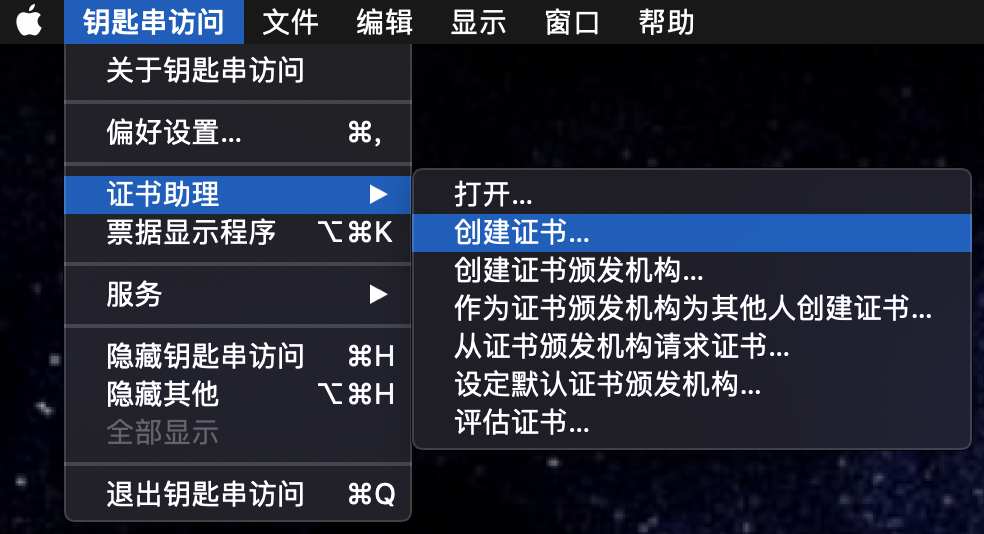 钥匙串访问 文件 编辑 显示 窗口 帮助
关于钥匙串访问
偏好设置... ⌘,
证书助理 ▶
票据显示程序 ⌥⌘K
服务 ▶
隐藏钥匙串访问 ⌘H
隐藏其他 ⌥⌘H
全部显示
退出钥匙串访问 ⌘Q
打开...
创建证书...
创建证书颁发机构...
作为证书颁发机构为其他人创建证书...
从证书颁发机构请求证书...
设定默认证书颁发机构...
评估证书...